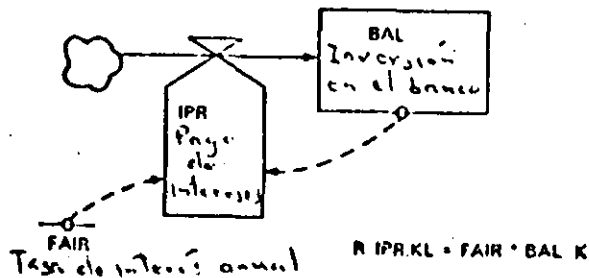 BAL
Inversión
en el banco
IPR
Pago
de
intereses
FAIR
Tasa de interés anual
R IPR.KL = FAIR * BAL K